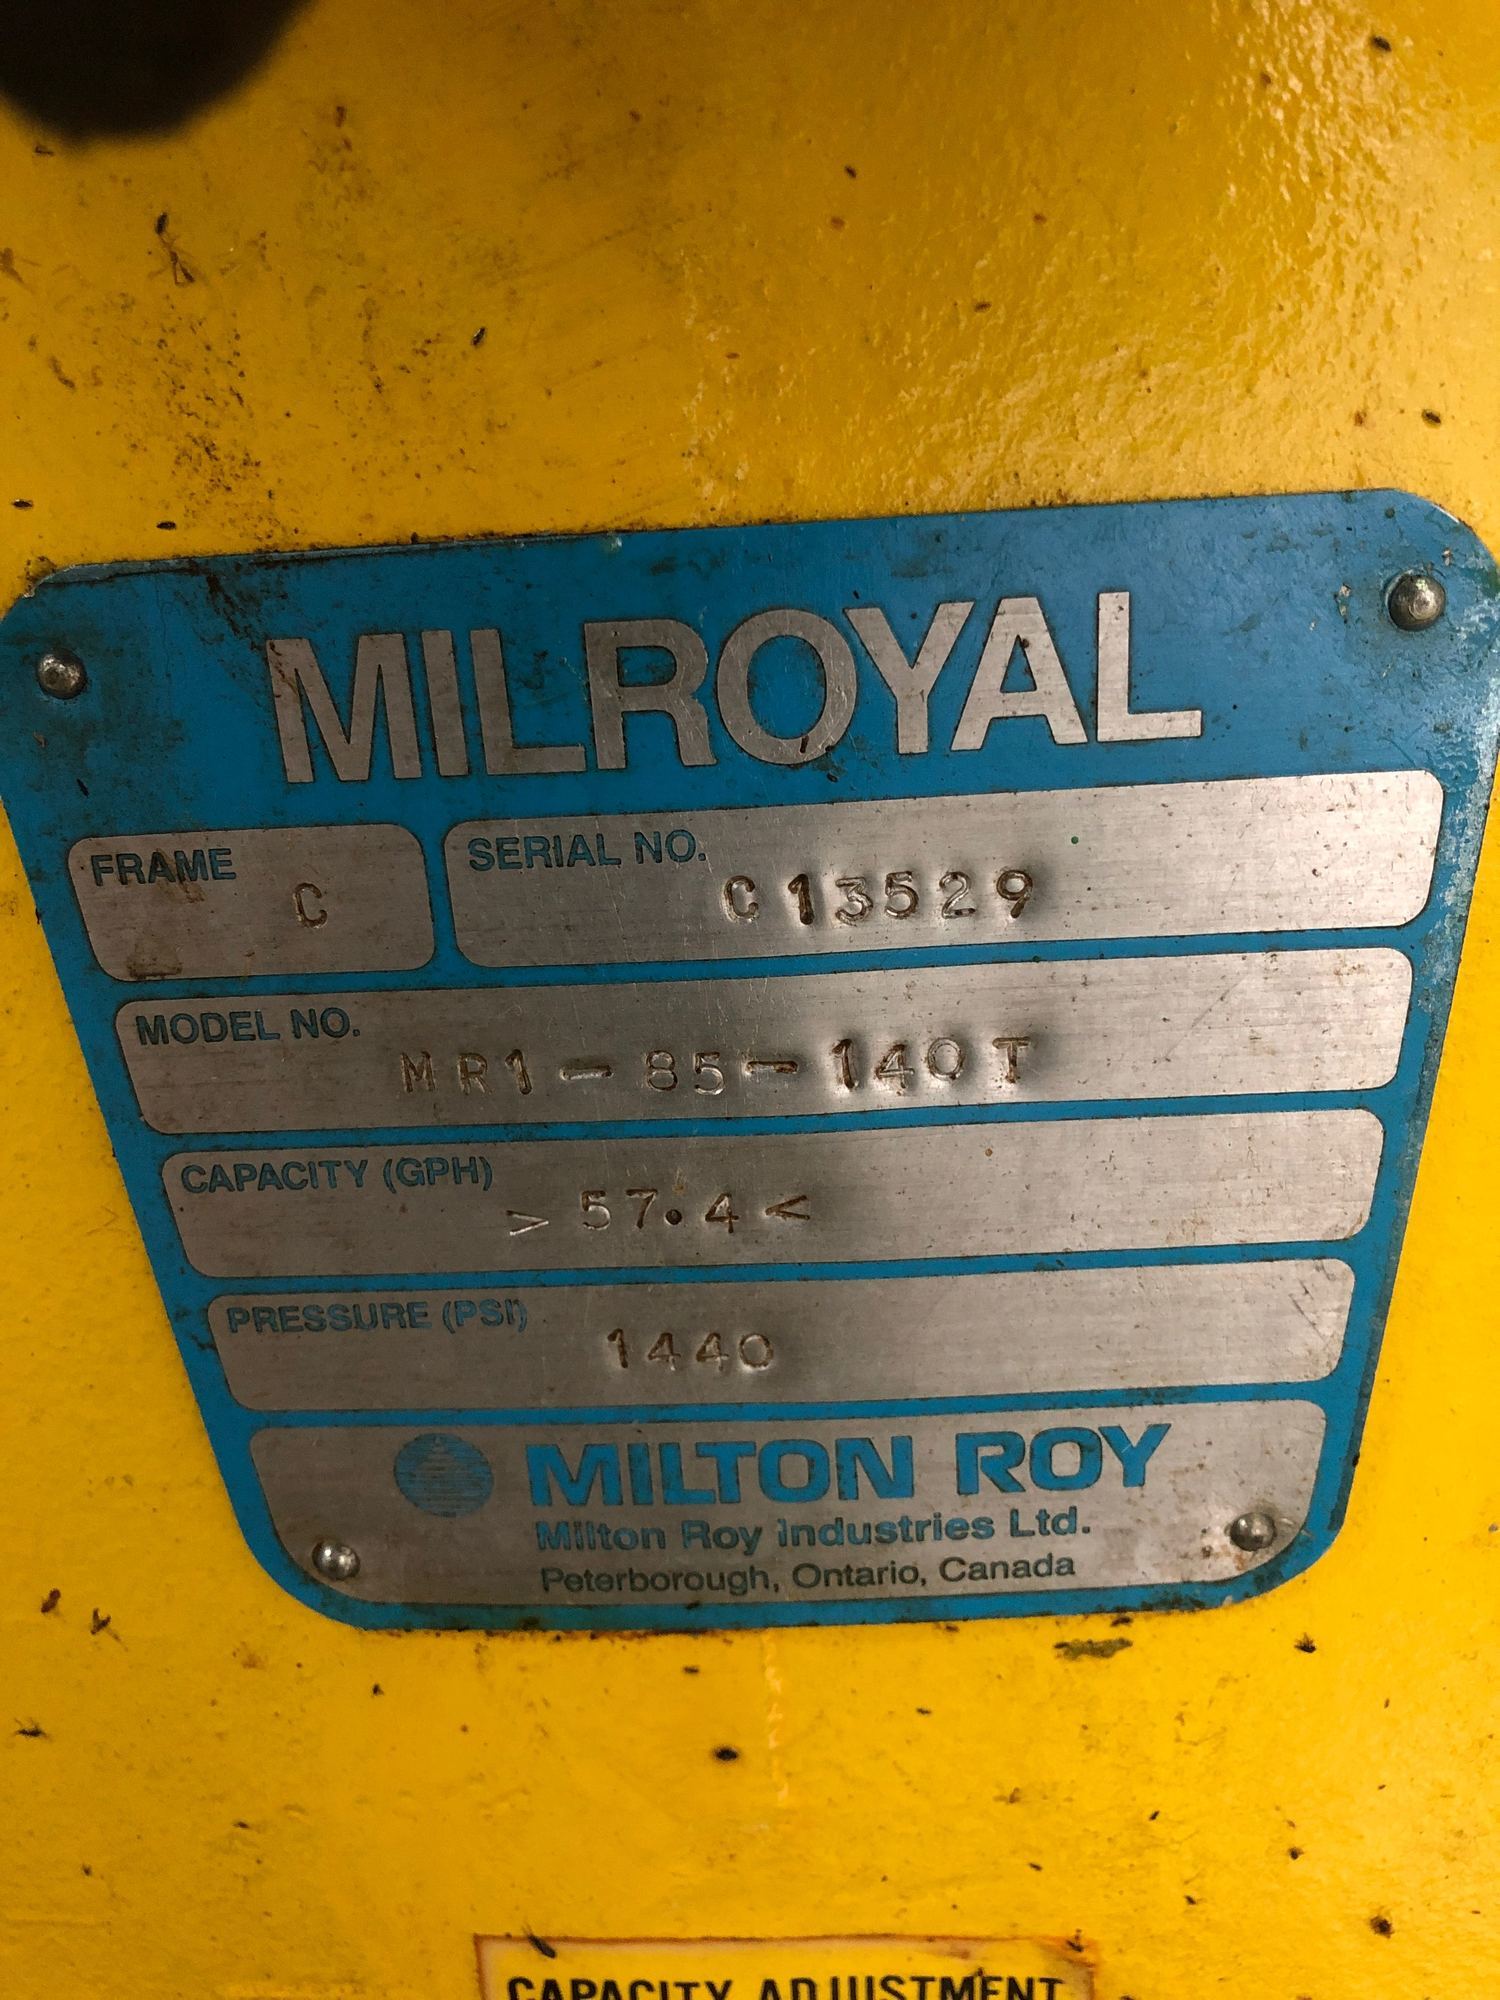 MILROYAL
FRAME C
SERIAL NO. C13529
MODEL NO. MR1-85-140T
CAPACITY (GPH) >57.4<
PRESSURE (PSI) 1440
MILTON ROY
Milton Roy Industries Ltd.
Peterborough, Ontario, Canada
CAPACITY ADJUSTMENT